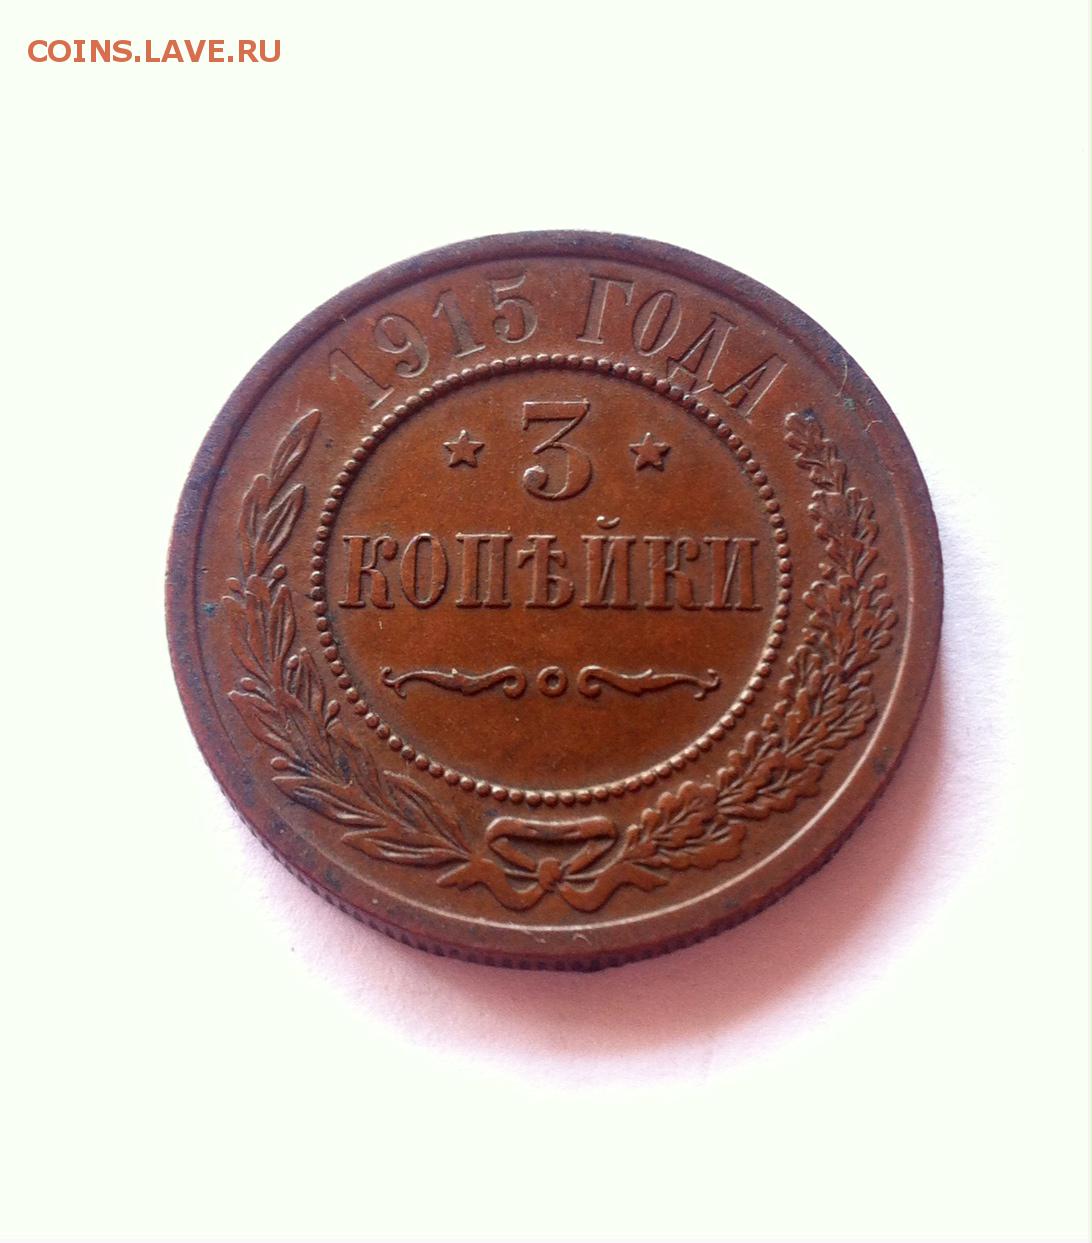 COINS.LAVE.RU
1915 ГОДА
3
КОПѢЙКИ